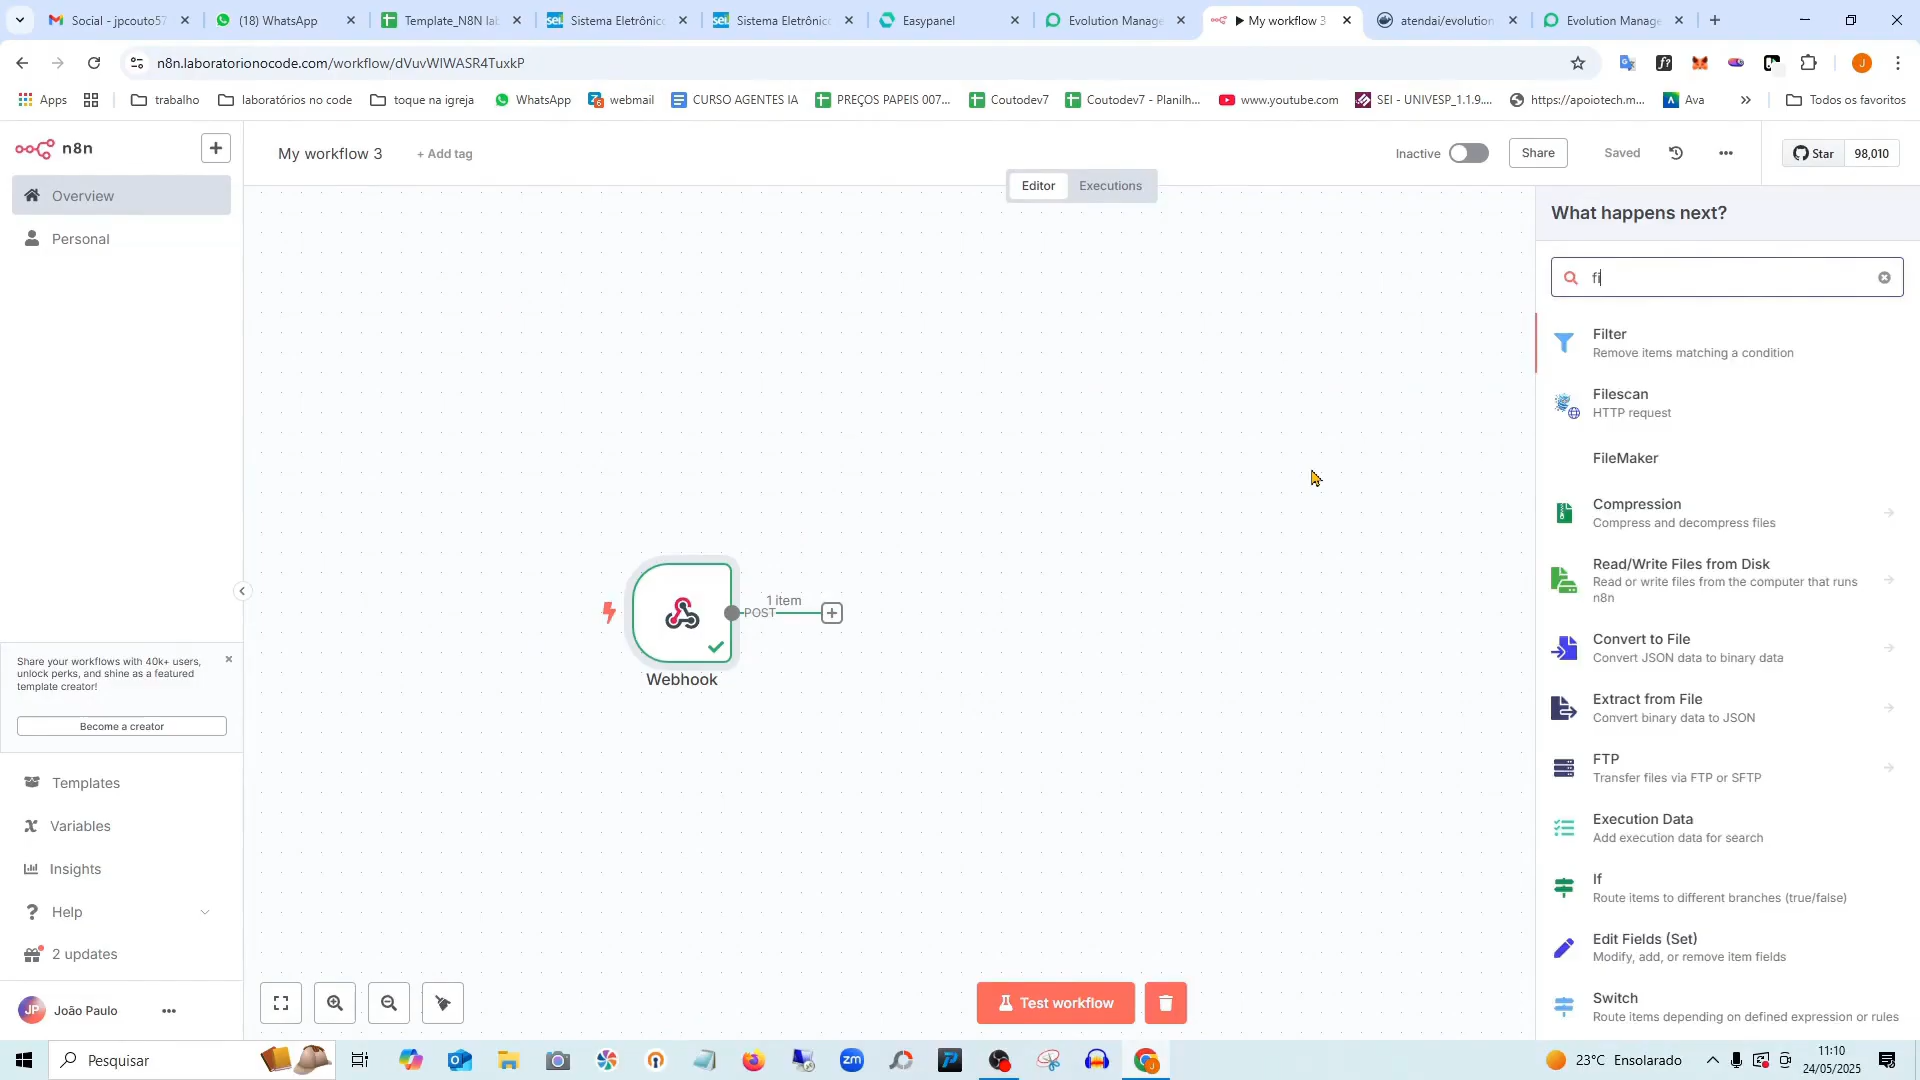 Social - jpcouto57
(18) WhatsApp
Template_N8N lab
Sistema Eletrônico
Sistema Eletrônico
Easypanel
Evolution Manage
My workflow 3
atendai/evolution
Evolution Manage
n8n.laboratorionocode.com/workflow/dVuvWIWASR4TuxkP
Apps
trabalho
laboratórios no code
toque na igreja
WhatsApp
webmail
CURSO AGENTES IA
PREÇOS PAPEIS 007...
Coutodev7
Coutodev7 - Planilh...
www.youtube.com
SEI - UNIVESP_1.1.9....
https://apoiotech.m...
Ava
Todos os favoritos
n8n
My workflow 3
+ Add tag
Inactive
Share
Saved
Star
98,010
Overview
Personal
Editor
Executions
What happens next?
fi
Filter
Remove items matching a condition
Filescan
HTTP request
FileMaker
Compression
Compress and decompress files
Read/Write Files from Disk
Read or write files from the computer that runs
n8n
Convert to File
Convert JSON data to binary data
Extract from File
Convert binary data to JSON
FTP
Transfer files via FTP or SFTP
Execution Data
Add execution data for search
If
Route items to different branches (true/false)
Edit Fields (Set)
Modify, add, or remove item fields
Switch
Route items depending on defined expression or rules
1 item
POST
Webhook
Share your workflows with 40k+ users,
unlock perks, and shine as a featured
template creator!
Become a creator
Templates
Variables
Insights
Help
2 updates
JP
João Paulo
Test workflow
Pesquisar
23°C Ensolarado
11:10
24/05/2025